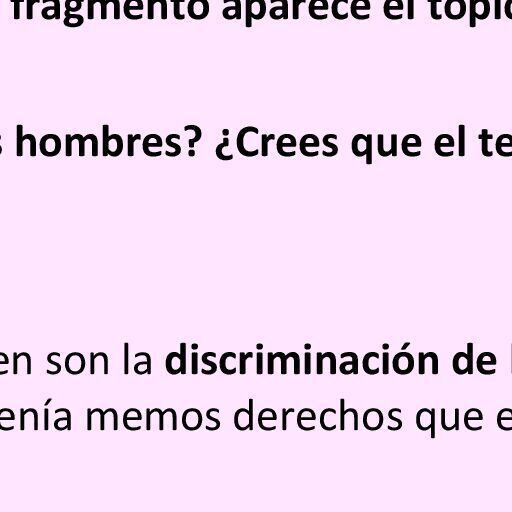 fragmento aparece el tópic
s hombres? ¿Crees que el te
en son la discriminación de
enía memos derechos que e